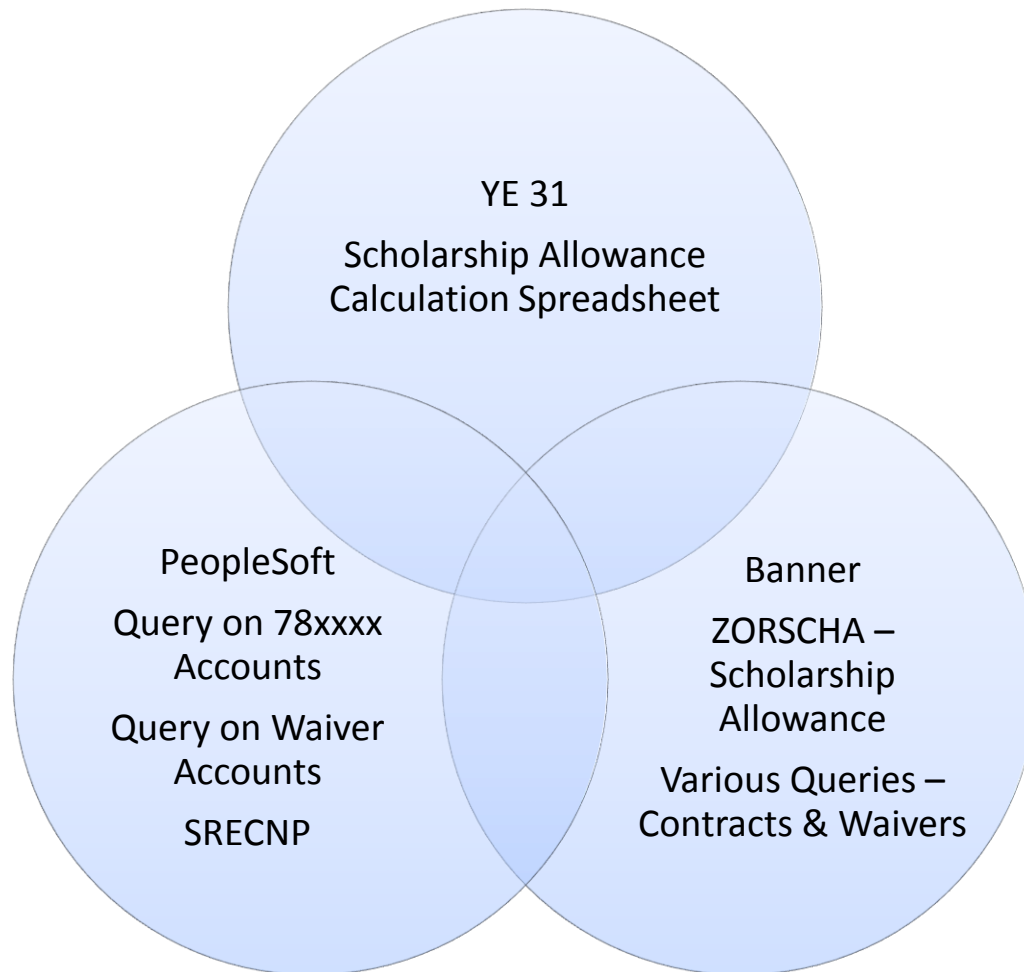 YE 31
Scholarship Allowance
Calculation Spreadsheet
PeopleSoft
Query on 78xxxx
Accounts
Query on Waiver
Accounts
SRECNP
Banner
ZORSCHA –
Scholarship
Allowance
Various Queries –
Contracts & Waivers